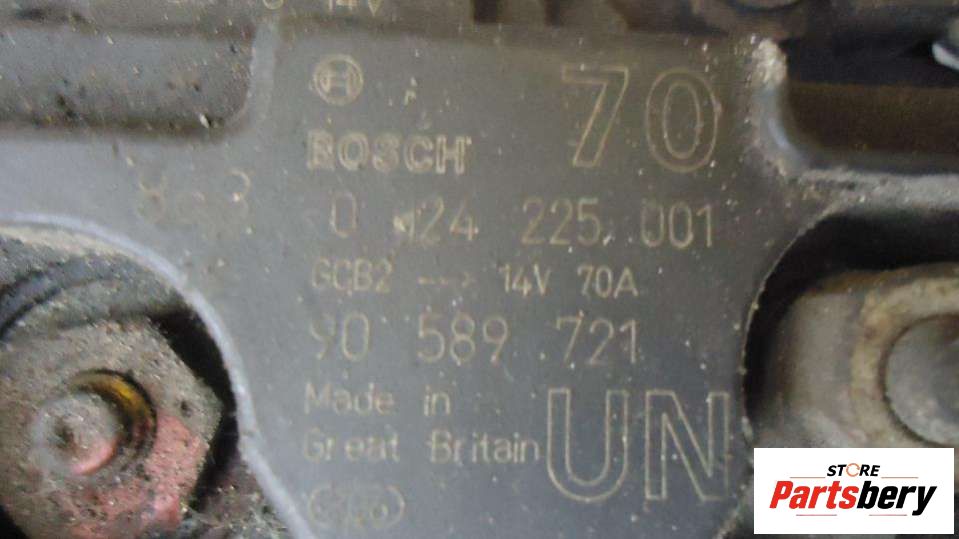 14V
70
BOSCH
0 124 225 001
GCB2 --> 14V 70A
90 589 721
Made in
Great Britain
UN
STORE
Partsbery